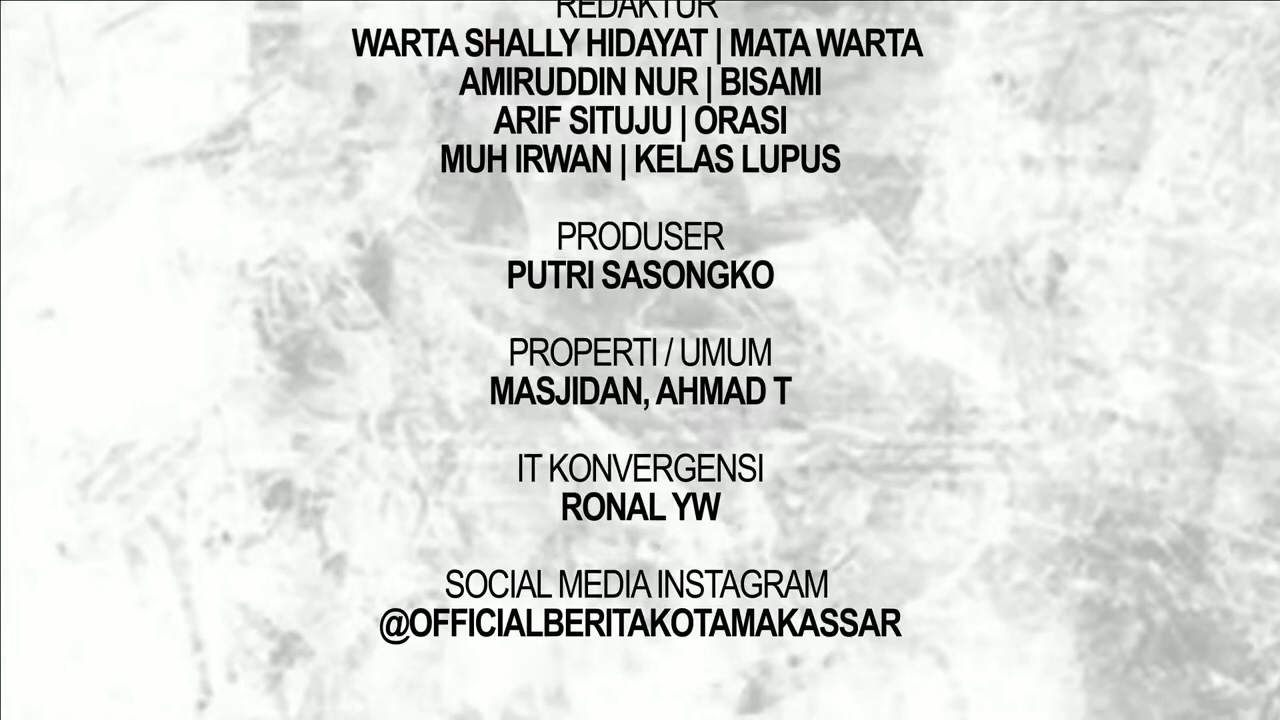 REDAKTUR
WARTA SHALLY HIDAYAT | MATA WARTA
AMIRUDDIN NUR | BISAMI
ARIF SITUJU | ORASI
MUH IRWAN | KELAS LUPUS
PRODUSER
PUTRI SASONGKO
PROPERTI / UMUM
MASJIDAN, AHMAD T
IT KONVERGENSI
RONAL YW
SOCIAL MEDIA INSTAGRAM
@OFFICIALBERITAKOTAMAKASSAR